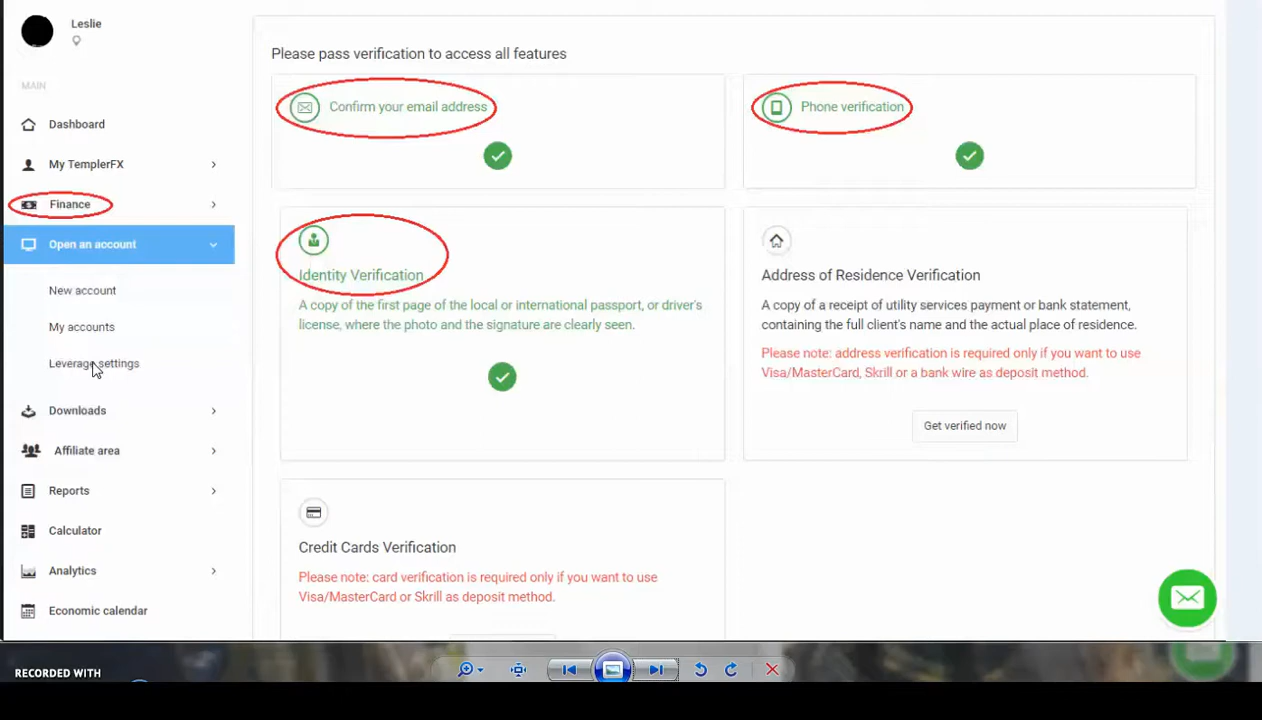 Leslie
MAIN
Dashboard
My TemplerFX
Finance
Open an account
New account
My accounts
Leverage settings
Downloads
Affiliate area
Reports
Calculator
Analytics
Economic calendar
Please pass verification to access all features
Confirm your email address
Phone verification
Identity Verification
A copy of the first page of the local or international passport, or driver's
license, where the photo and the signature are clearly seen.
Address of Residence Verification
A copy of a receipt of utility services payment or bank statement,
containing the full client's name and the actual place of residence.
Please note: address verification is required only if you want to use
Visa/MasterCard, Skrill or a bank wire as deposit method.
Get verified now
Credit Cards Verification
Please note: card verification is required only if you want to use
Visa/MasterCard or Skrill as deposit method.
RECORDED WITH